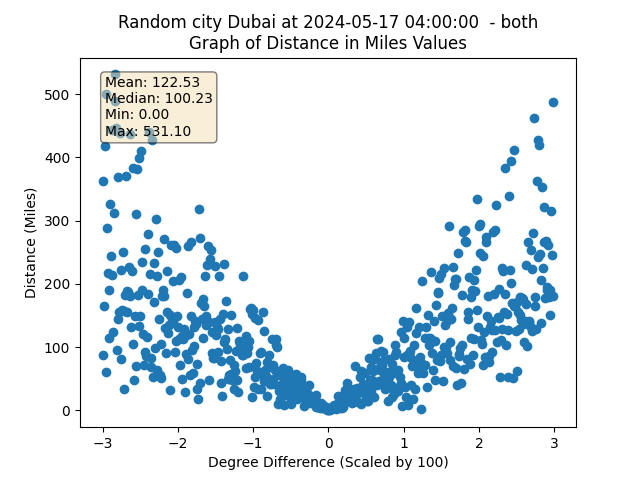 Random city Dubai at 2024-05-17 04:00:00  - both
Graph of Distance in Miles Values
Mean: 122.53
Median: 100.23
Min: 0.00
Max: 531.10
500
400
300
200
100
0
Distance (Miles)
−3
−2
−1
0
1
2
3
Degree Difference (Scaled by 100)